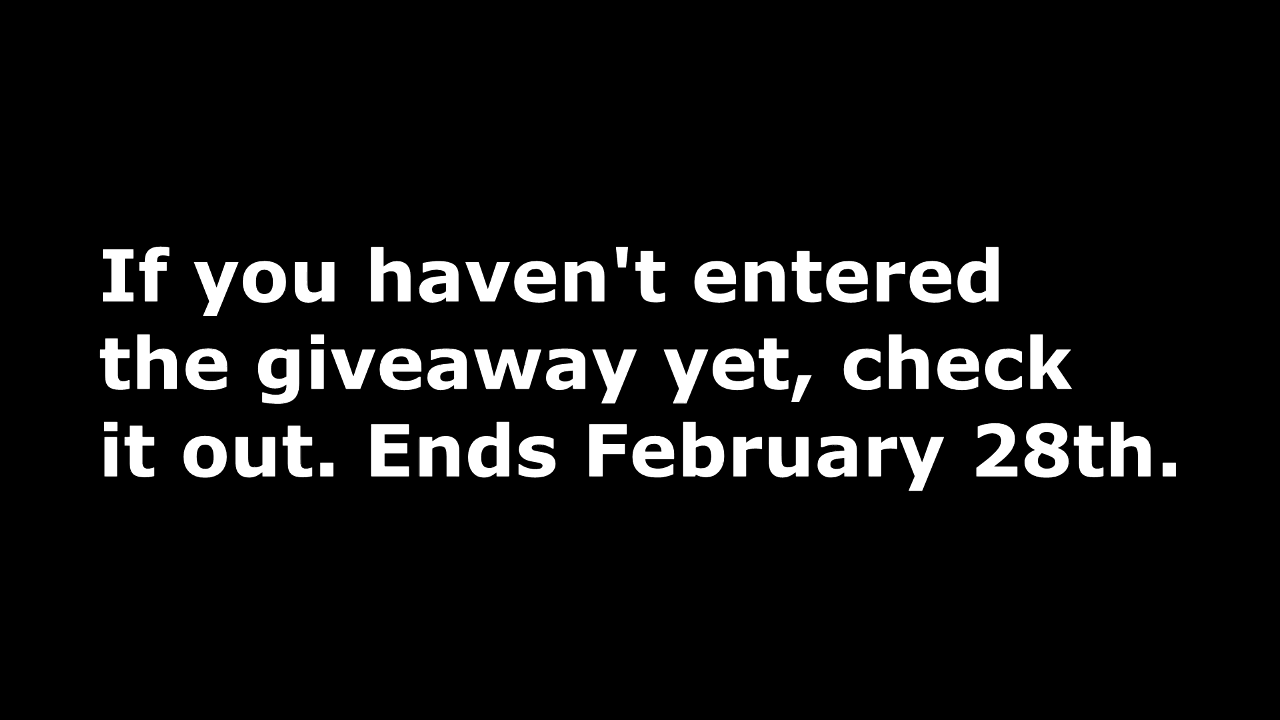 If you haven't entered
the giveaway yet, check
it out. Ends February 28th.